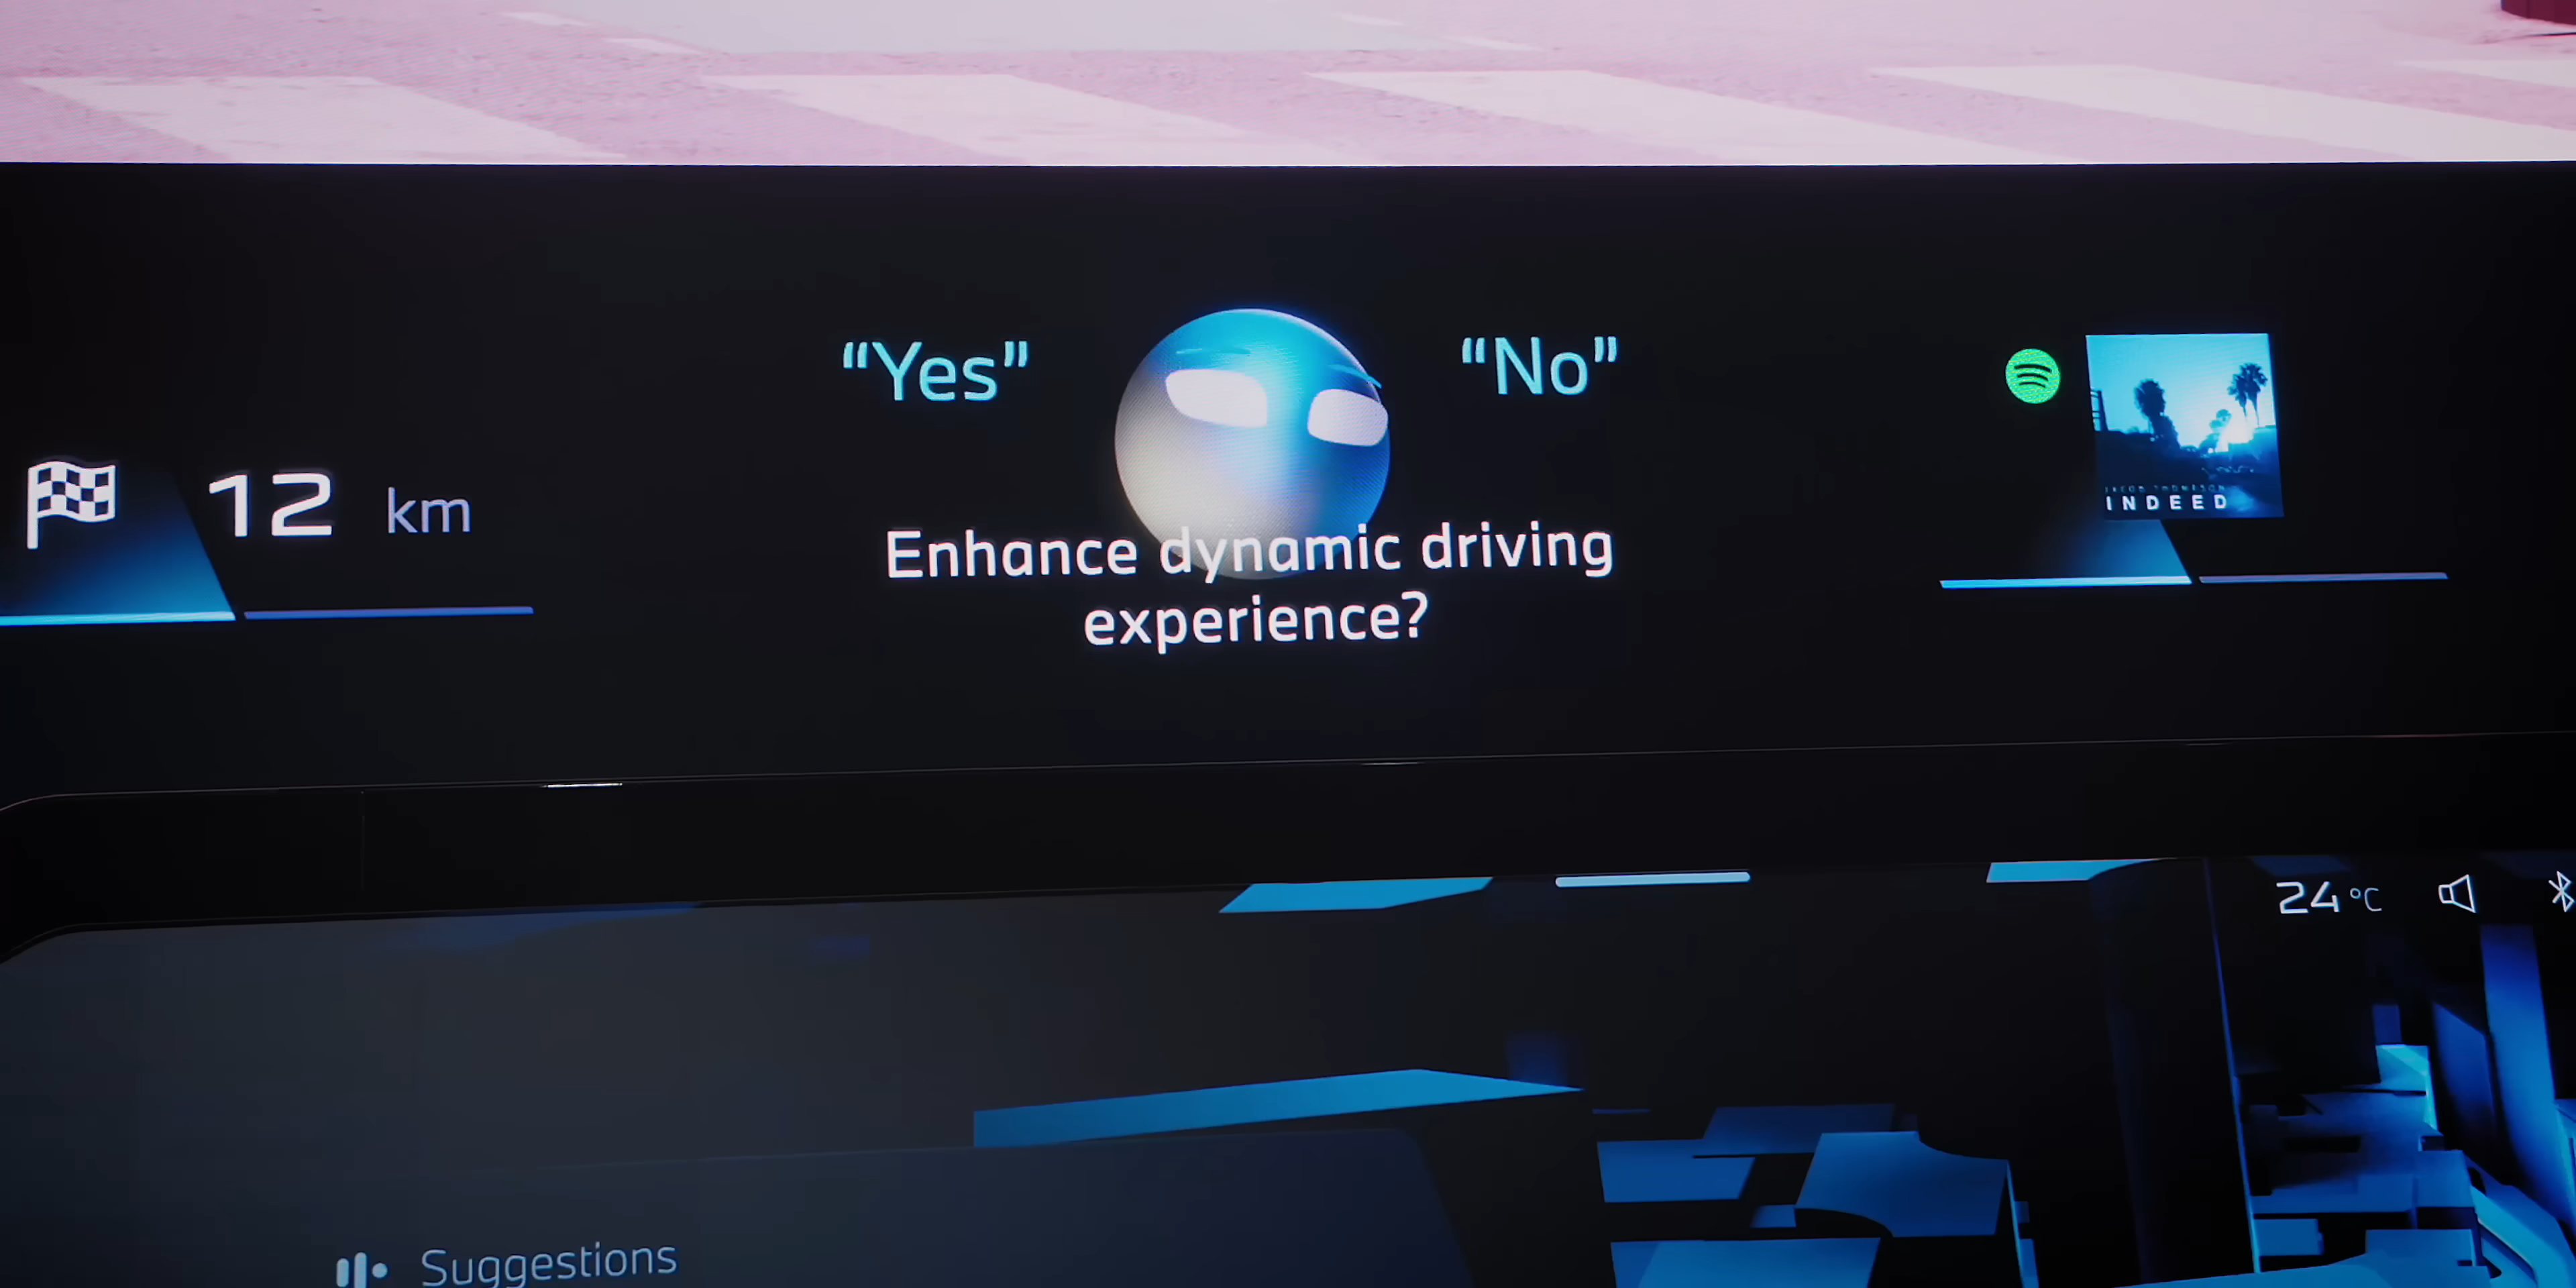 “Yes”
“No”
12 km
Enhance dynamic driving
experience?
INDEED
24 °C
Suggestions